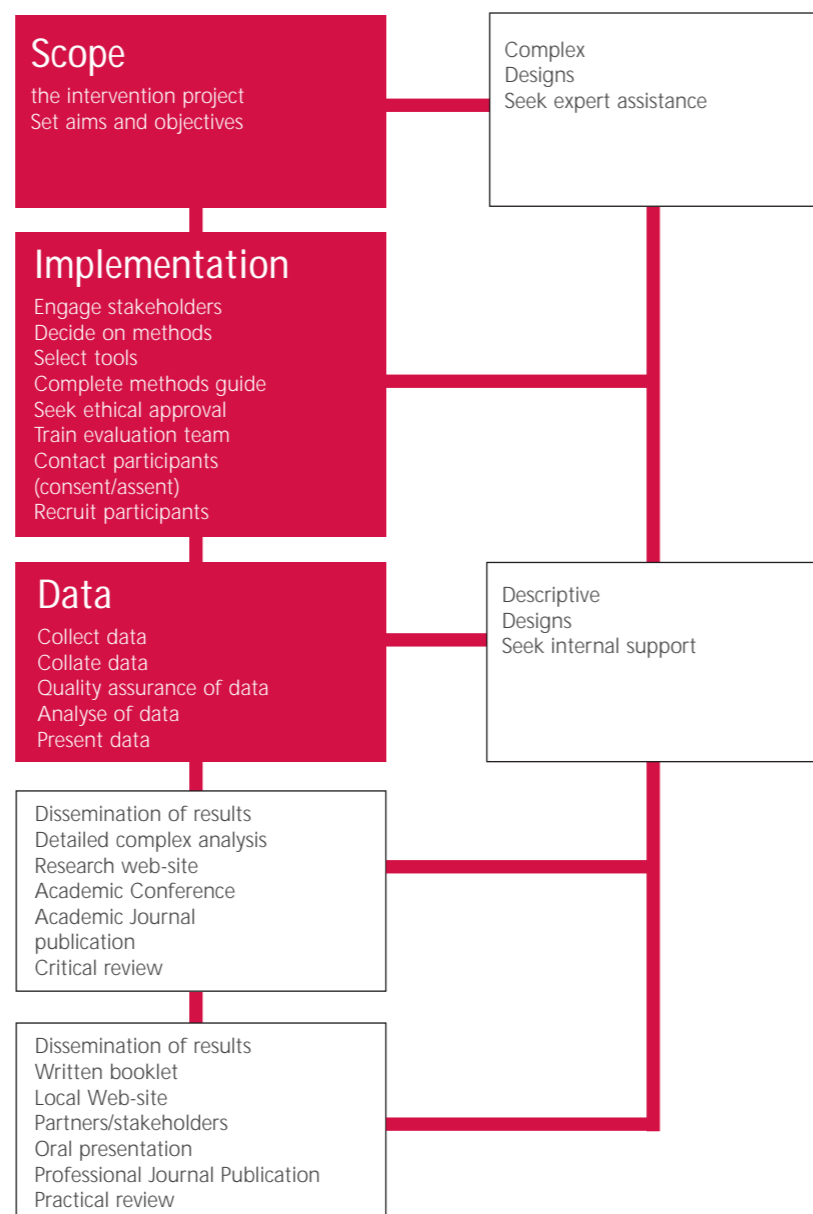 Scope
the intervention project
Set aims and objectives
Complex
Designs
Seek expert assistance
Implementation
Engage stakeholders
Decide on methods
Select tools
Complete methods guide
Seek ethical approval
Train evaluation team
Contact participants
(consent/assent)
Recruit participants
Data
Collect data
Collate data
Quality assurance of data
Analyse of data
Present data
Descriptive
Designs
Seek internal support
Dissemination of results
Detailed complex analysis
Research web-site
Academic Conference
Academic Journal
publication
Critical review
Dissemination of results
Written booklet
Local Web-site
Partners/stakeholders
Oral presentation
Professional Journal Publication
Practical review